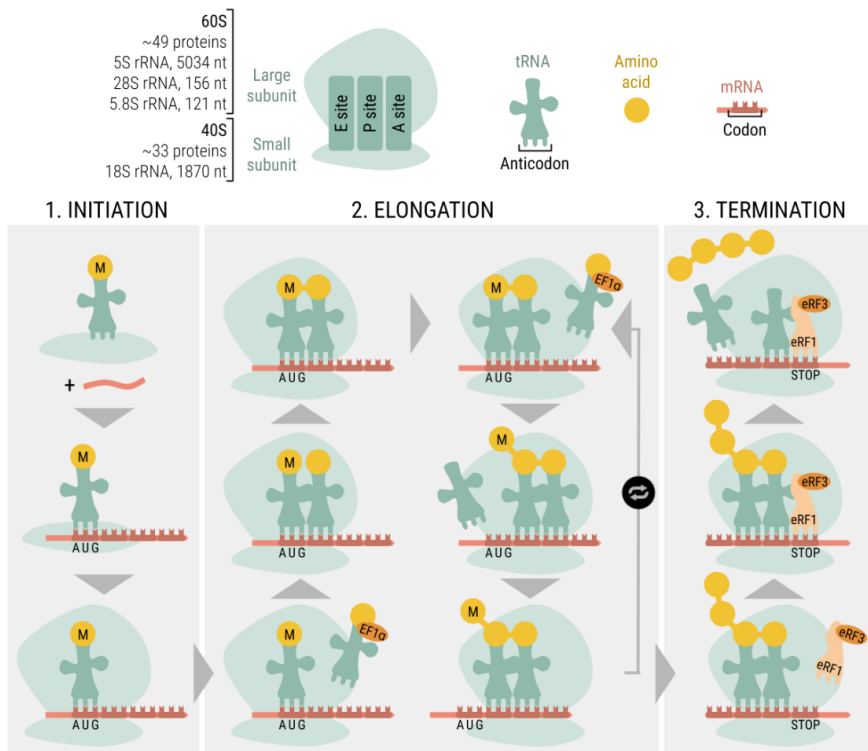 60S
~49 proteins
5S rRNA, 5034 nt
28S rRNA, 156 nt
5.8S rRNA, 121 nt
Large
subunit
40S
~33 proteins
18S rRNA, 1870 nt
Small
subunit
E site
P site
A site
tRNA
Anticodon
Amino
acid
mRNA
Codon
1. INITIATION
M
+
M
AUG
M
AUG
2. ELONGATION
M
AUG
M
EF1α
AUG
M
AUG
M
AUG
M
EF1α
AUG
M
AUG
3. TERMINATION
eRF3
eRF1
STOP
eRF3
eRF1
STOP
eRF3
eRF1
STOP